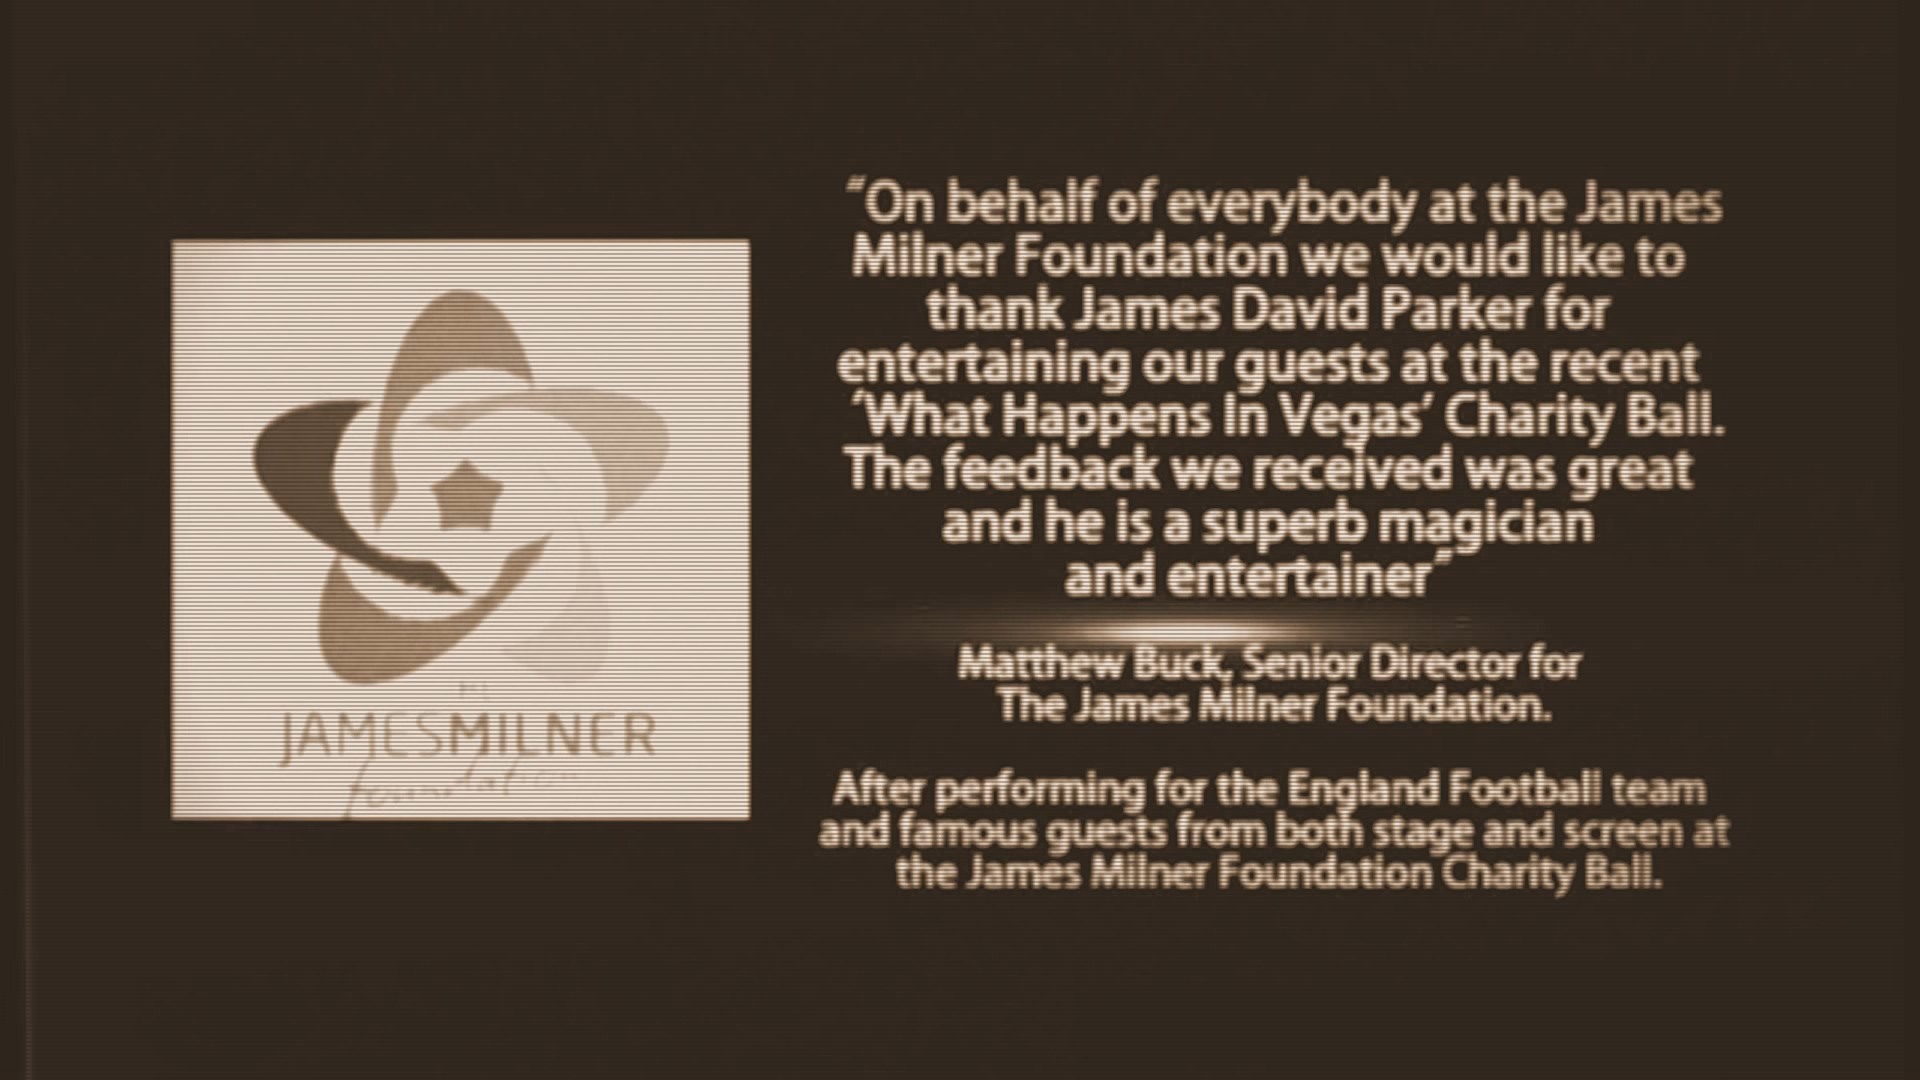 JAMESMILNER
foundation
"On behalf of everybody at the James
Milner Foundation we would like to
thank James David Parker for
entertaining our guests at the recent
'What Happens In Vegas' Charity Ball.
The feedback we received was great
and he is a superb magician
and entertainer"
Matthew Buck, Senior Director for
The James Milner Foundation.
After performing for the England Football team
and famous guests from both stage and screen at
the James Milner Foundation Charity Ball.